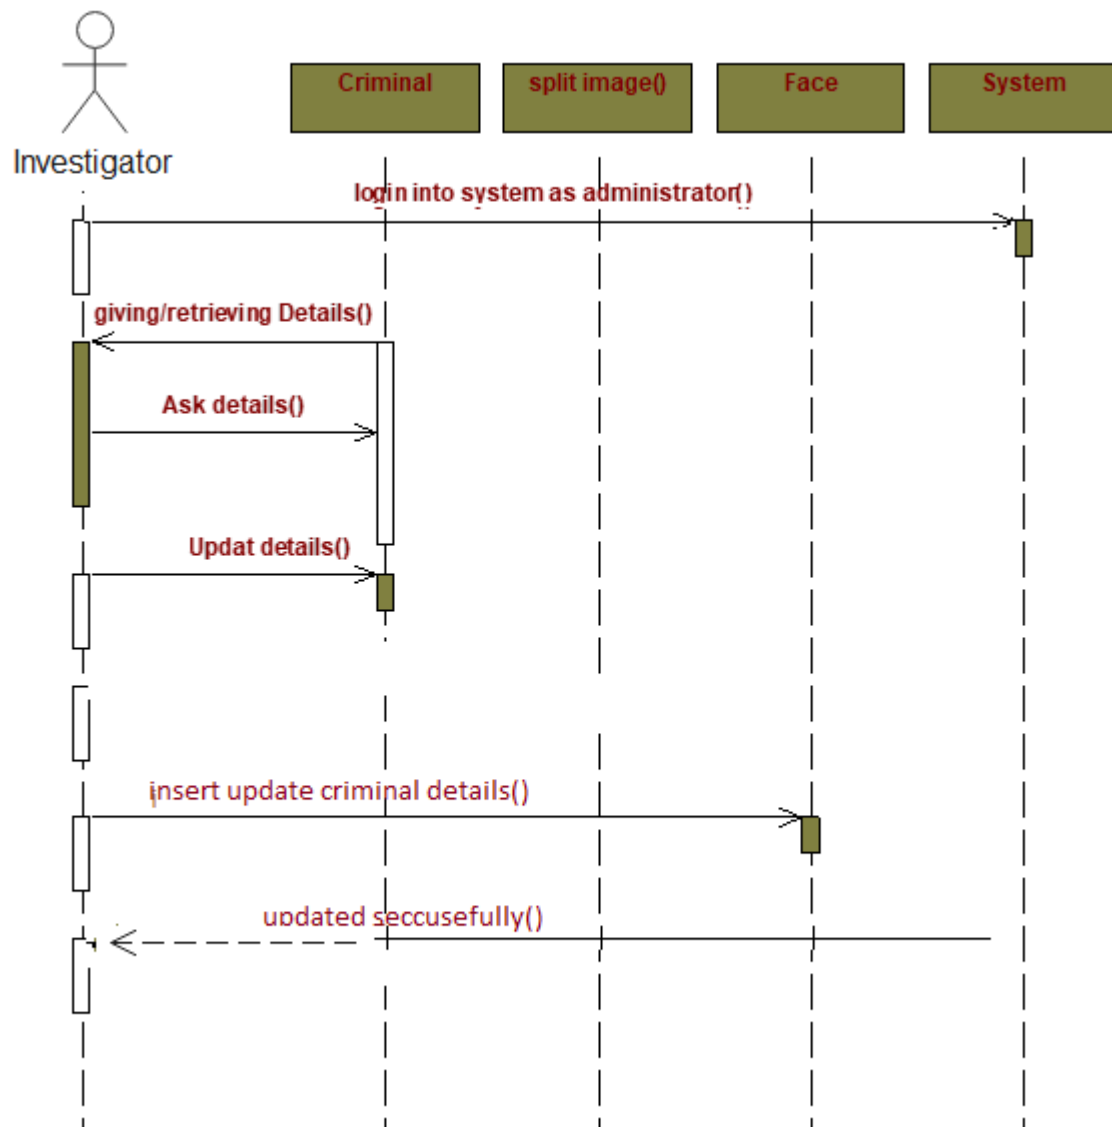 Criminal
split image()
Face
System
Investigator
login into system as administrator()
giving/retrieving Details()
Ask details()
Updat details()
insert update criminal details()
updated seccusefully()